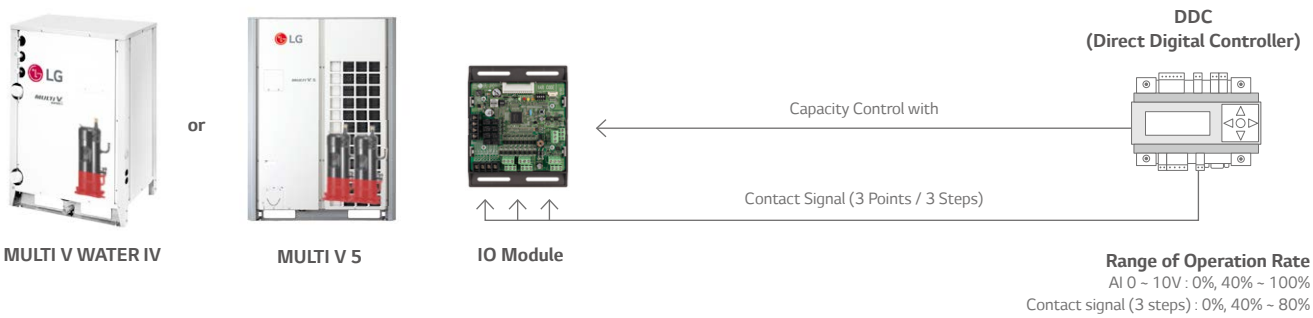 DDC
(Direct Digital Controller)
LG
MULTI V
LG
MULTI V 5
or
Capacity Control with
Contact Signal (3 Points / 3 Steps)
MULTI V WATER IV
MULTI V 5
IO Module
Range of Operation Rate
AI 0 ~ 10V : 0%, 40% ~ 100%
Contact signal (3 steps) : 0%, 40% ~ 80%